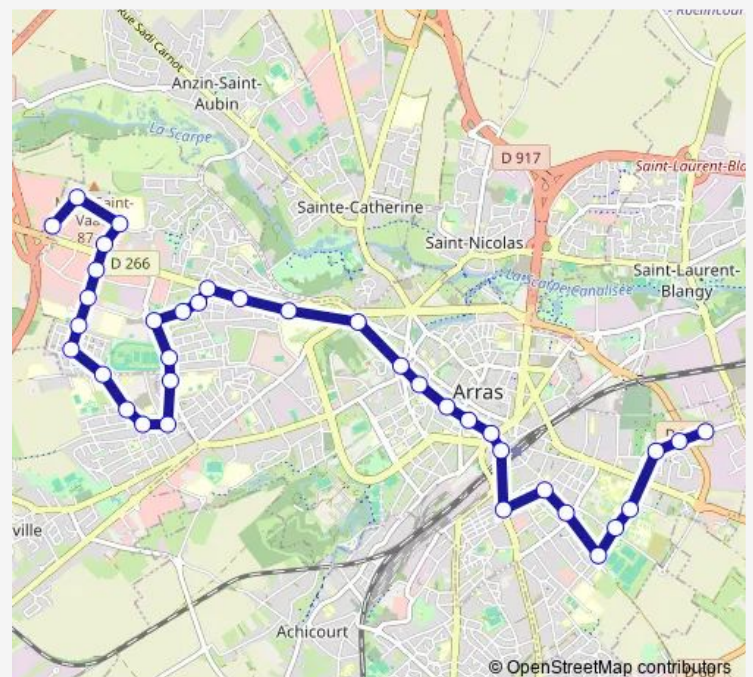 Rue Sadi Carnot
Anzin-Saint-
Aubin
La Scarpe
D 917
Saint-Laurent-
Sainte-Catherine
D 266
87
Saint-Nicolas
La Scarpe Canalisée
Saint-Laurent-
Blangy
Arras
ville
Achicourt
© OpenStreetMap contributors